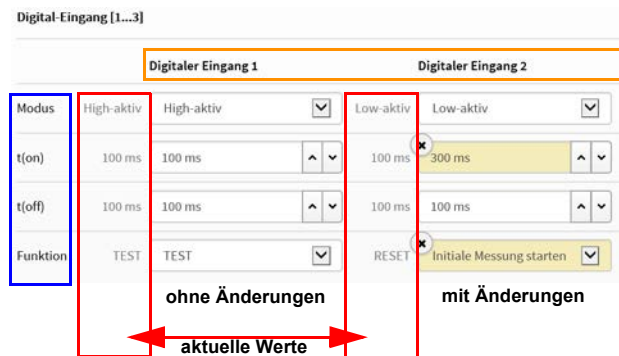 Digital-Eingang [1...3]
Digitaler Eingang 1 Digitaler Eingang 2
Modus High-aktiv High-aktiv Low-aktiv Low-aktiv
t(on) 100 ms 100 ms 100 ms 300 ms
t(off) 100 ms 100 ms 100 ms 100 ms
Funktion TEST TEST RESET Initiale Messung starten
ohne Änderungen mit Änderungen
aktuelle Werte